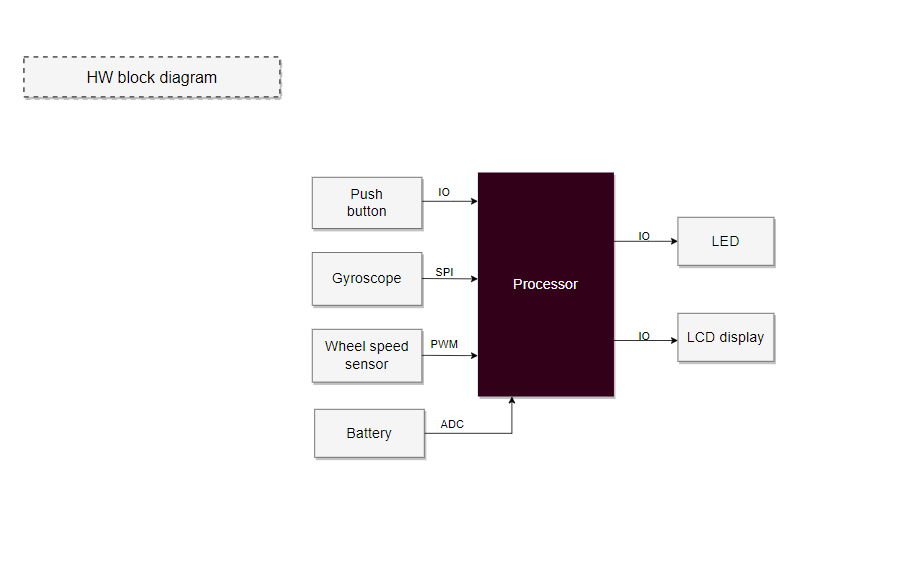 HW block diagram
Push
button
IO
Gyroscope
SPI
Wheel speed
sensor
PWM
Battery
ADC
Processor
IO
LED
IO
LCD display